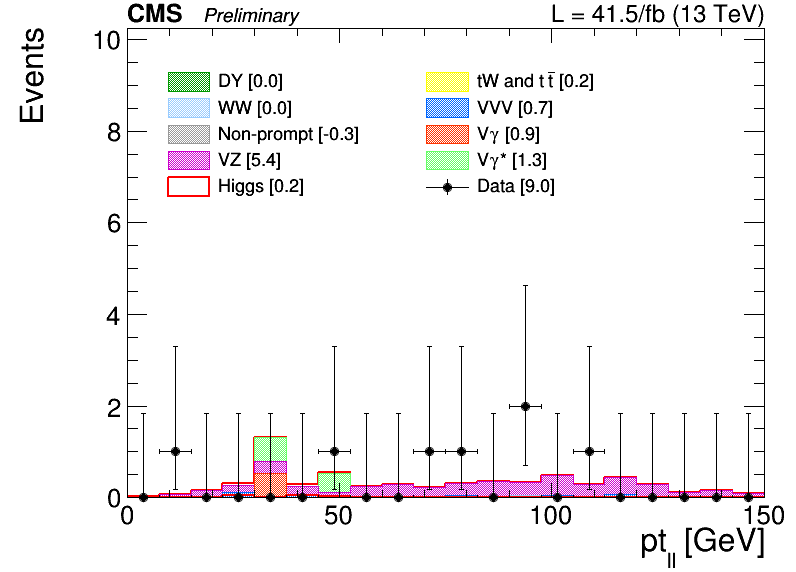 CMS Preliminary L = 41.5/fb (13 TeV)
Events
10
8
6
4
2
0
DY [0.0]
WW [0.0]
Non-prompt [-0.3]
VZ [5.4]
Higgs [0.2]
tW and tt̅ [0.2]
VVV [0.7]
Vγ [0.9]
Vγ* [1.3]
Data [9.0]
0 50 100 150
pt_ll [GeV]